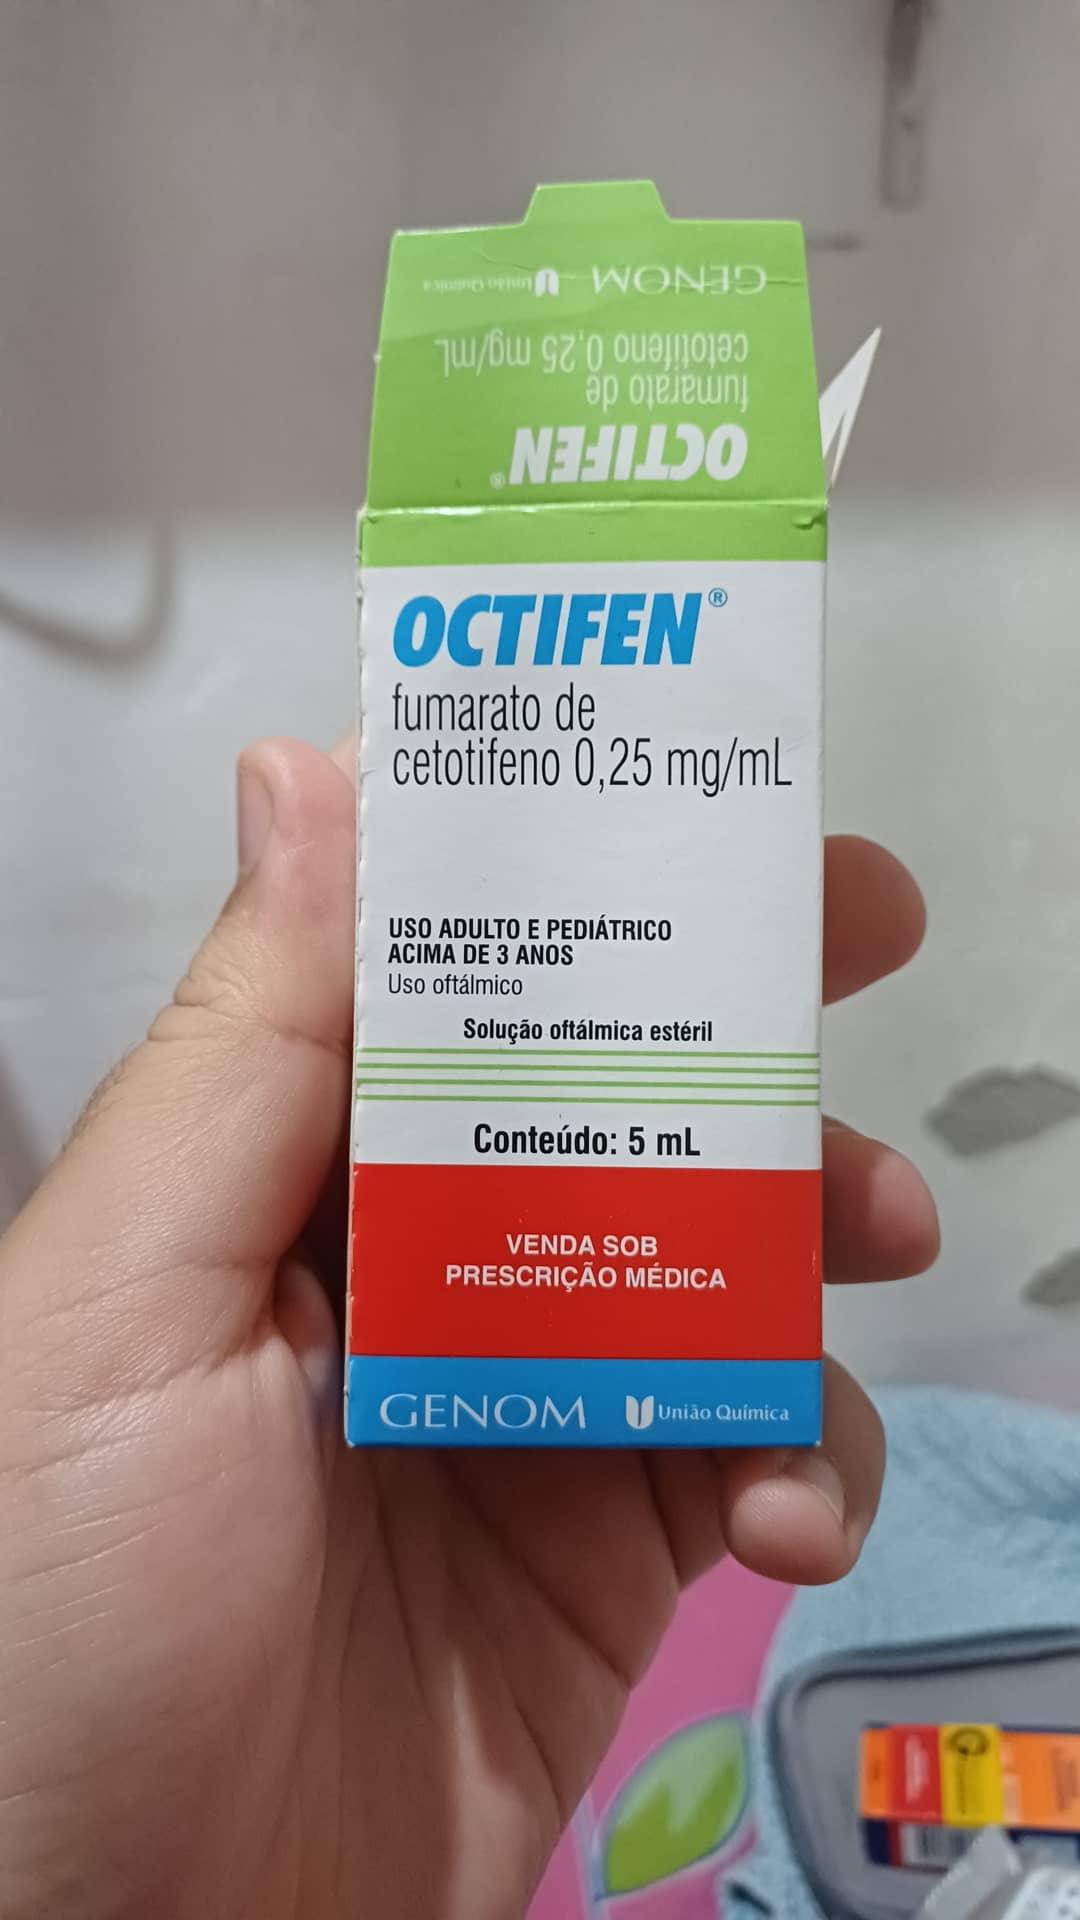 GENOM União Química
cetotifeno 0,25 mg/mL
fumarato de
OCTIFEN®
OCTIFEN®
fumarato de
cetotifeno 0,25 mg/mL
USO ADULTO E PEDIÁTRICO
ACIMA DE 3 ANOS
Uso oftálmico
Solução oftálmica estéril
Conteúdo: 5 mL
VENDA SOB
PRESCRIÇÃO MÉDICA
GENOM União Química
G